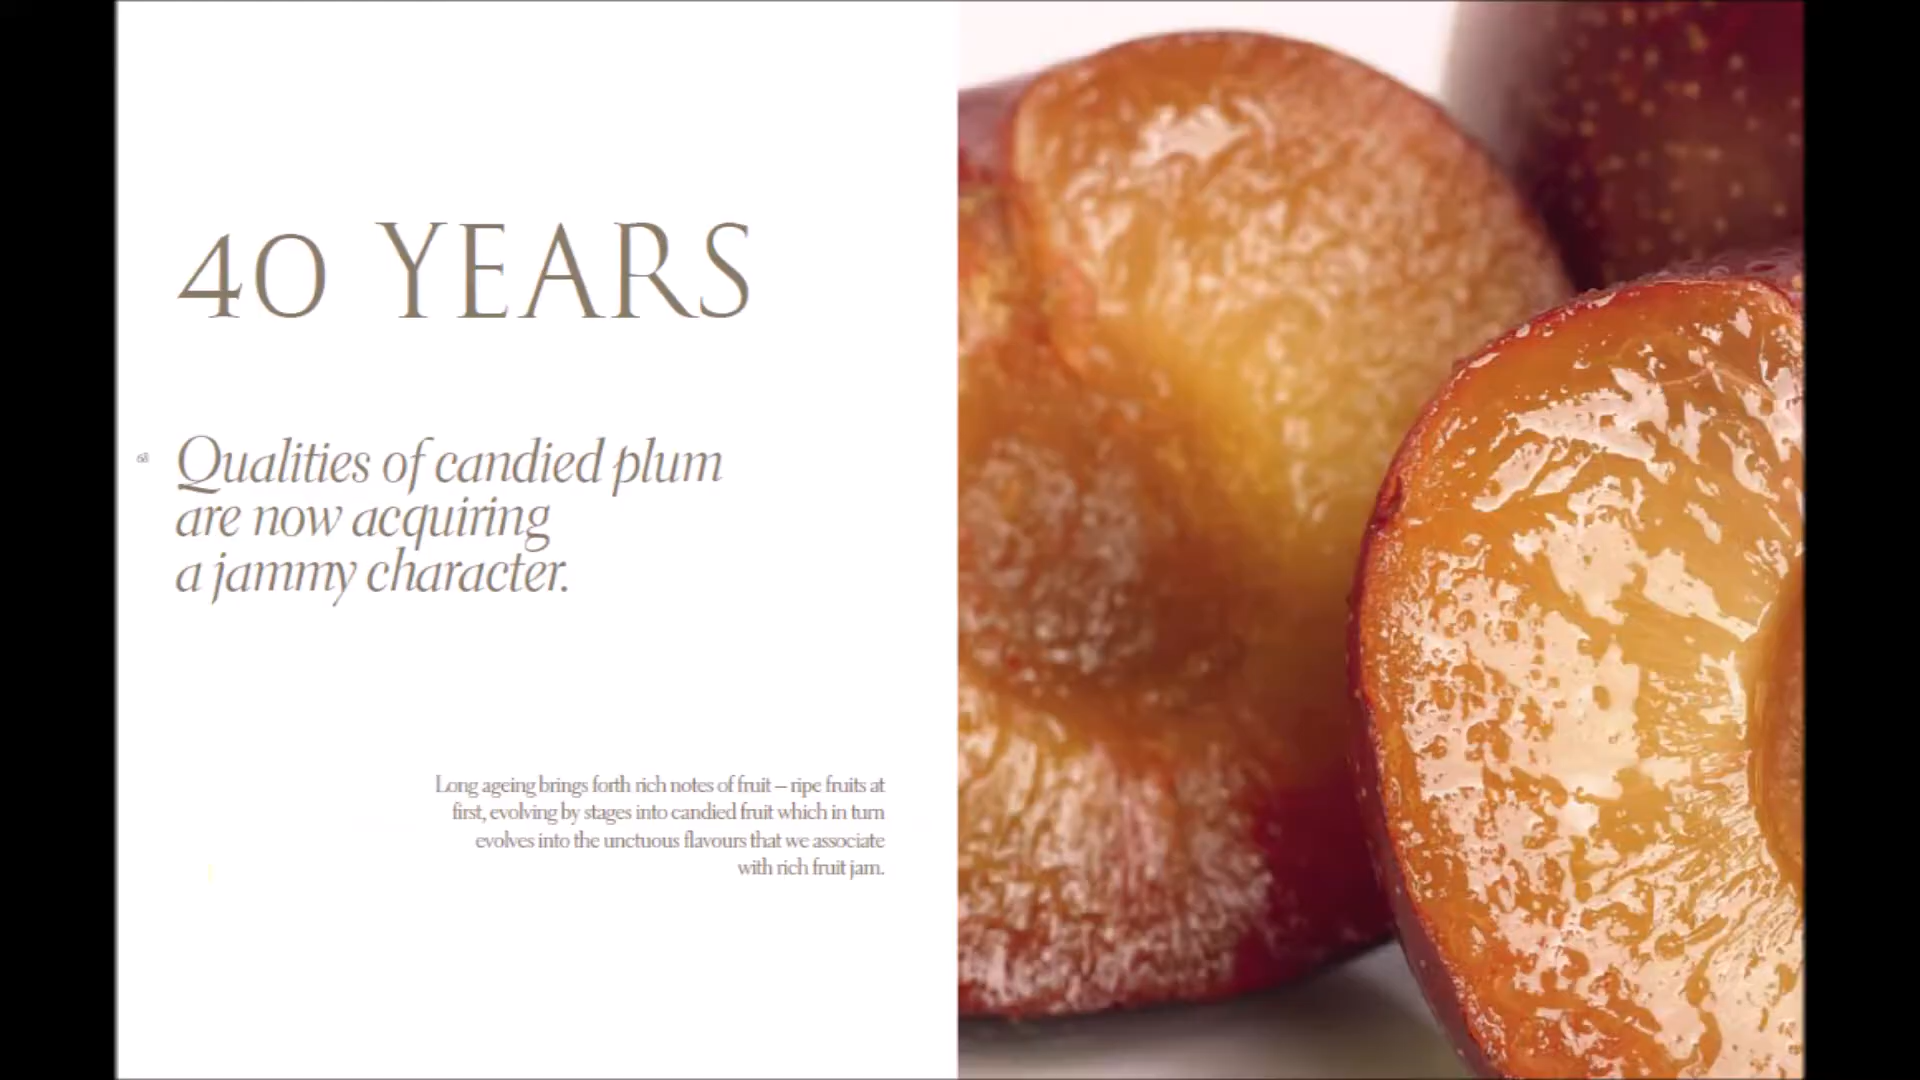 40 YEARS
68
Qualities of candied plum
are now acquiring
a jammy character.
Long ageing brings forth rich notes of fruit – ripe fruits at
first, evolving by stages into candied fruit which in turn
evolves into the unctuous flavours that we associate
with rich fruit jam.